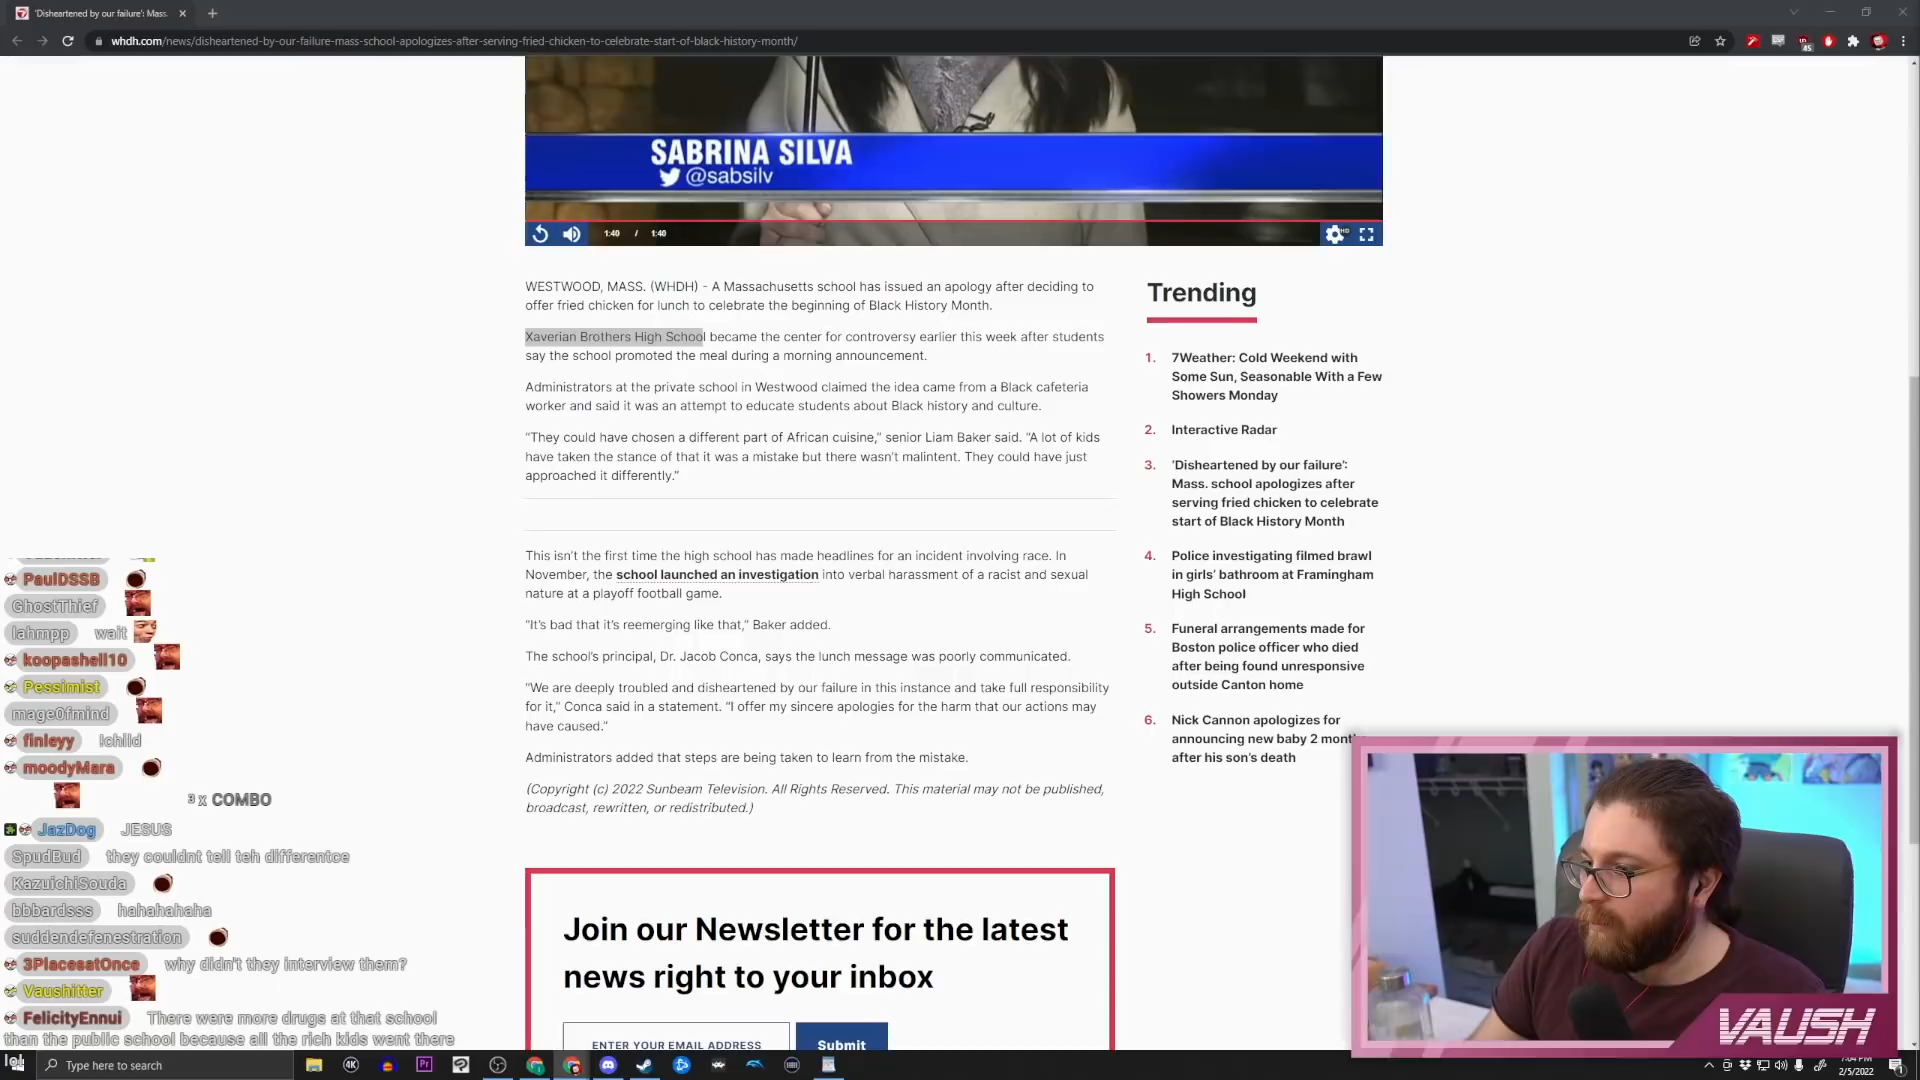 'Disheartened by our failure': Mass.
whdh.com/news/disheartened-by-our-failure-mass-school-apologizes-after-serving-fried-chicken-to-celebrate-start-of-black-history-month/
45
SABRINA SILVA
@sabsilv
1:40 / 1:40
HD
WESTWOOD, MASS. (WHDH) - A Massachusetts school has issued an apology after deciding to
offer fried chicken for lunch to celebrate the beginning of Black History Month.
Xaverian Brothers High School became the center for controversy earlier this week after students
say the school promoted the meal during a morning announcement.
Administrators at the private school in Westwood claimed the idea came from a Black cafeteria
worker and said it was an attempt to educate students about Black history and culture.
“They could have chosen a different part of African cuisine,” senior Liam Baker said. “A lot of kids
have taken the stance of that it was a mistake but there wasn’t malintent. They could have just
approached it differently.”
This isn’t the first time the high school has made headlines for an incident involving race. In
November, the school launched an investigation into verbal harassment of a racist and sexual
nature at a playoff football game.
“It’s bad that it’s reemerging like that,” Baker added.
The school’s principal, Dr. Jacob Conca, says the lunch message was poorly communicated.
“We are deeply troubled and disheartened by our failure in this instance and take full responsibility
for it,” Conca said in a statement. “I offer my sincere apologies for the harm that our actions may
have caused.”
Administrators added that steps are being taken to learn from the mistake.
(Copyright (c) 2022 Sunbeam Television. All Rights Reserved. This material may not be published,
broadcast, rewritten, or redistributed.)
Join our Newsletter for the latest
news right to your inbox
ENTER YOUR EMAIL ADDRESS
Submit
Trending
1. 7Weather: Cold Weekend with
Some Sun, Seasonable With a Few
Showers Monday
2. Interactive Radar
3. ‘Disheartened by our failure’:
Mass. school apologizes after
serving fried chicken to celebrate
start of Black History Month
4. Police investigating filmed brawl
in girls’ bathroom at Framingham
High School
5. Funeral arrangements made for
Boston police officer who died
after being found unresponsive
outside Canton home
6. Nick Cannon apologizes for
announcing new baby 2 months
after his son’s death
PaulDSSB
GhostThief
lahmpp wait
koopashell10
Pessimist
mage0fmind
finleyy !child
moodyMara
3 x COMBO
JazDog JESUS
SpudBud they couldnt tell teh differentce
KazuichiSouda
bbbardsss hahahahaha
suddendefenestration
3PlacesatOnce why didn't they interview them?
Vaushitter
FelicityEnnui There were more drugs at that school
than the public school because all the rich kids went there
VAUSH
Type here to search
4K
Pr
7:04 PM
2/5/2022